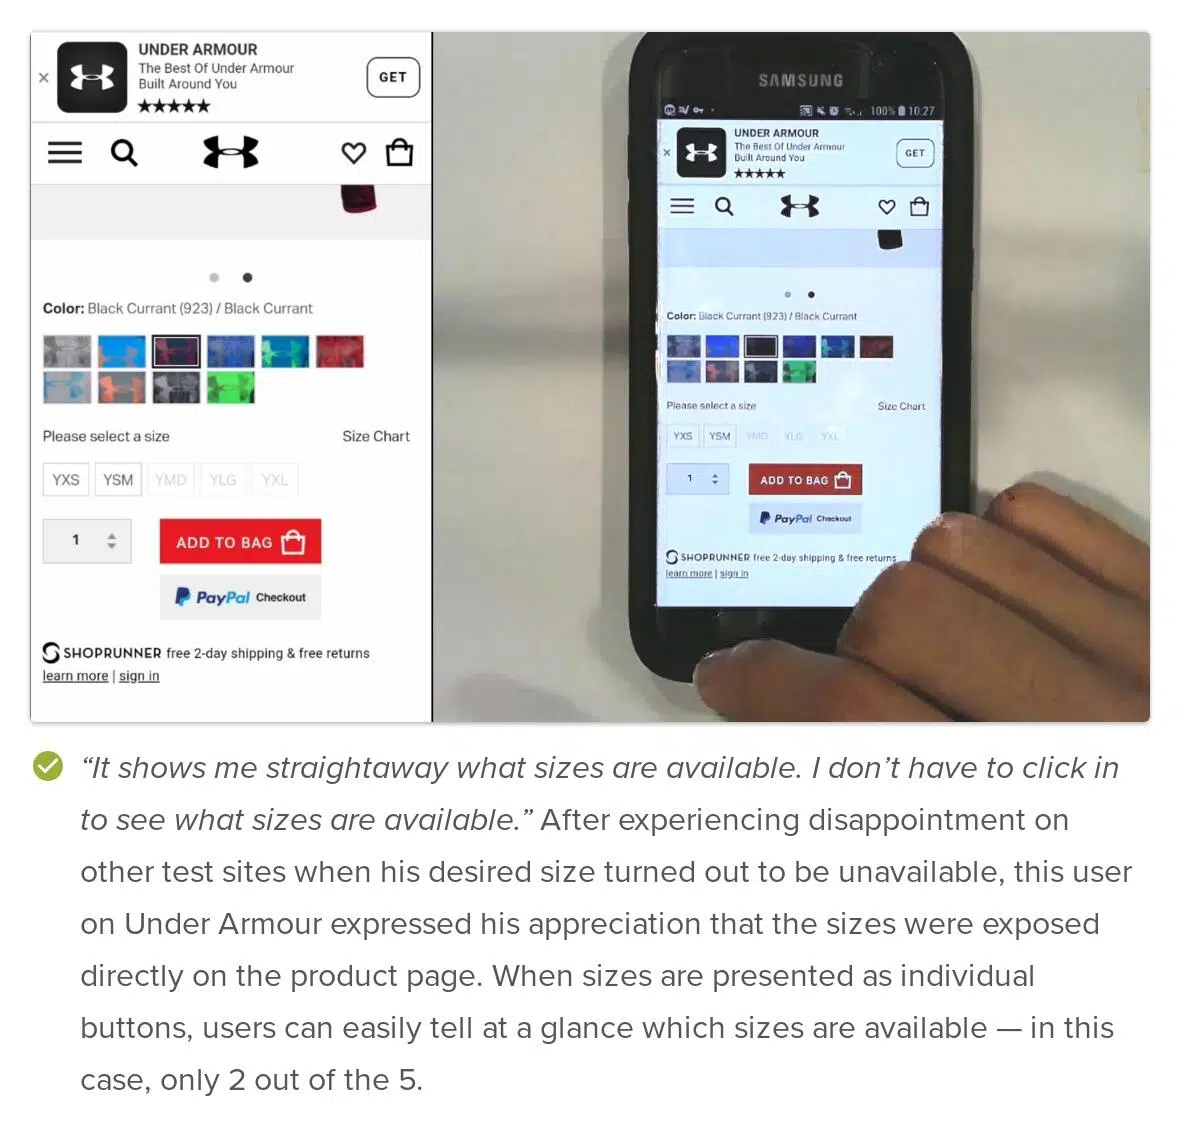 UNDER ARMOUR
The Best Of Under Armour
Built Around You
GET
Color: Black Currant (923) / Black Currant
Please select a size
Size Chart
YXS YSM YMD YLG YXL
1
ADD TO BAG
PayPal Checkout
SHOPRUNNER free 2-day shipping & free returns
learn more | sign in
SAMSUNG
100% 10:27
UNDER ARMOUR
The Best Of Under Armour
Built Around You
GET
Color: Black Currant (923) / Black Currant
Please select a size
Size Chart
YXS YSM YMD YLG YXL
1
ADD TO BAG
PayPal Checkout
SHOPRUNNER free 2-day shipping & free returns
learn more | sign in
“It shows me straightaway what sizes are available. I don’t have to click in
to see what sizes are available.” After experiencing disappointment on
other test sites when his desired size turned out to be unavailable, this user
on Under Armour expressed his appreciation that the sizes were exposed
directly on the product page. When sizes are presented as individual
buttons, users can easily tell at a glance which sizes are available — in this
case, only 2 out of the 5.